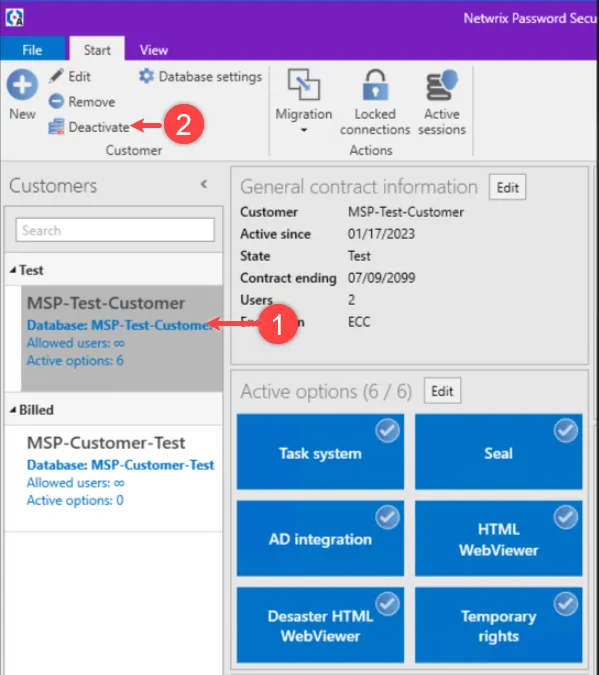 Netwrix Password Secu
File
Start
View
New
Edit
Remove
Deactivate
Database settings
Customer
Migration
Locked connections
Active sessions
Actions
2
Customers
Search
Test
MSP-Test-Customer
Database: MSP-Test-Customer
Allowed users: ∞
Active options: 6
1
Billed
MSP-Customer-Test
Database: MSP-Customer-Test
Allowed users: ∞
Active options: 0
General contract information
Edit
Customer MSP-Test-Customer
Active since 01/17/2023
State Test
Contract ending 07/09/2099
Users 2
ECC
Active options (6 / 6)
Edit
Task system
Seal
AD integration
HTML
WebViewer
Desaster HTML
WebViewer
Temporary
rights